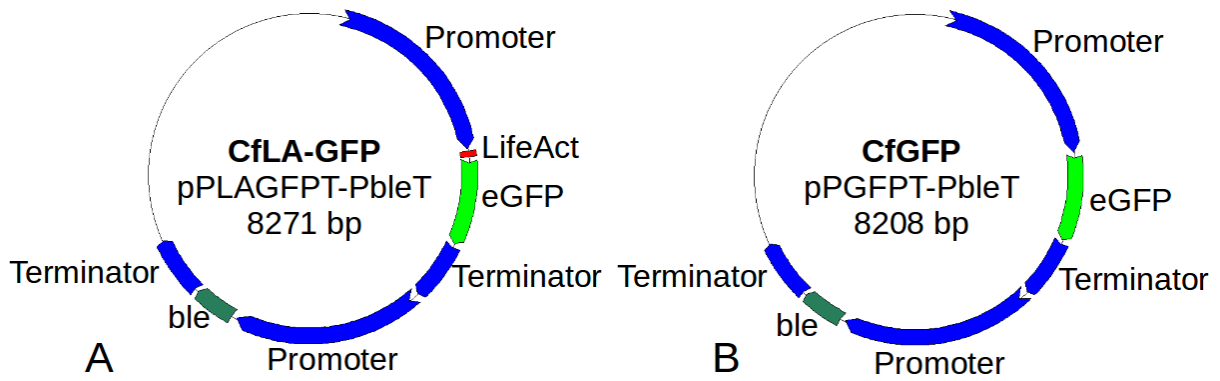 Promoter
CfLA-GFP
pPLAGFPT-PbleT
8271 bp
LifeAct
eGFP
Terminator
Terminator
ble
Promoter
A
Promoter
CfGFP
pPGFPT-PbleT
8208 bp
eGFP
Terminator
Terminator
ble
Promoter
B